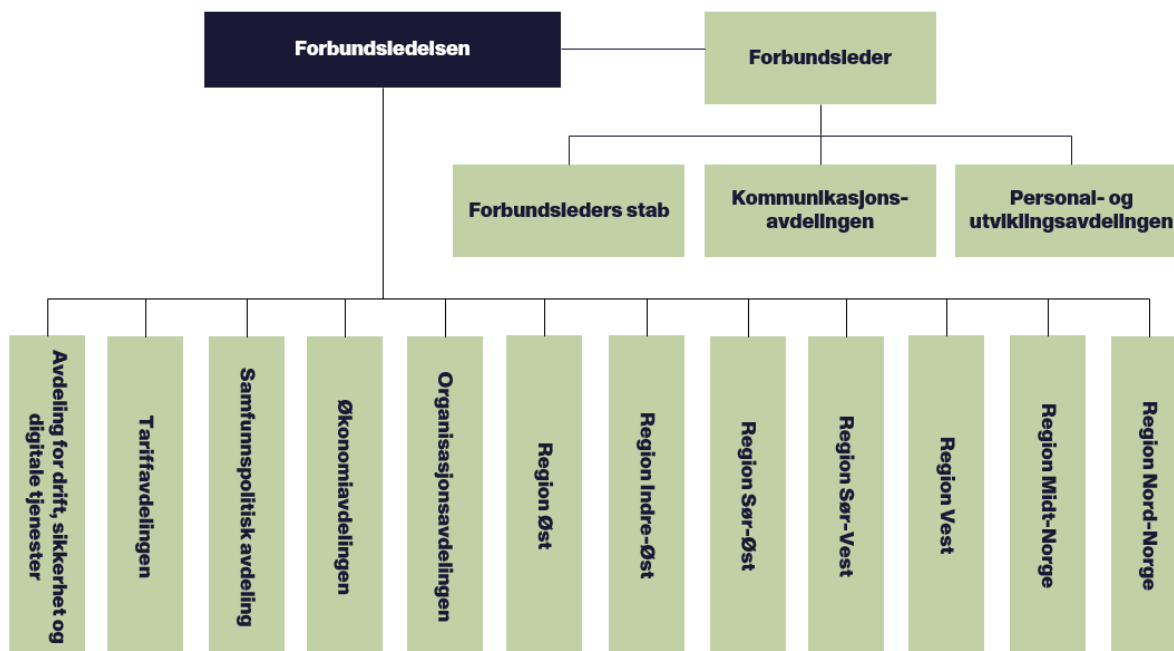 Forbundsledelsen
Forbundsleder
Forbundsleders stab
Kommunikasjons-
avdelingen
Personal- og
utviklingsavdelingen
Avdeling for drift, sikkerhet og
digitale tjenester
Tariffavdelingen
Samfunnspolitisk avdeling
Økonomiavdelingen
Organisasjonsavdelingen
Region Øst
Region Indre-Øst
Region Sør-Øst
Region Sør-Vest
Region Vest
Region Midt-Norge
Region Nord-Norge